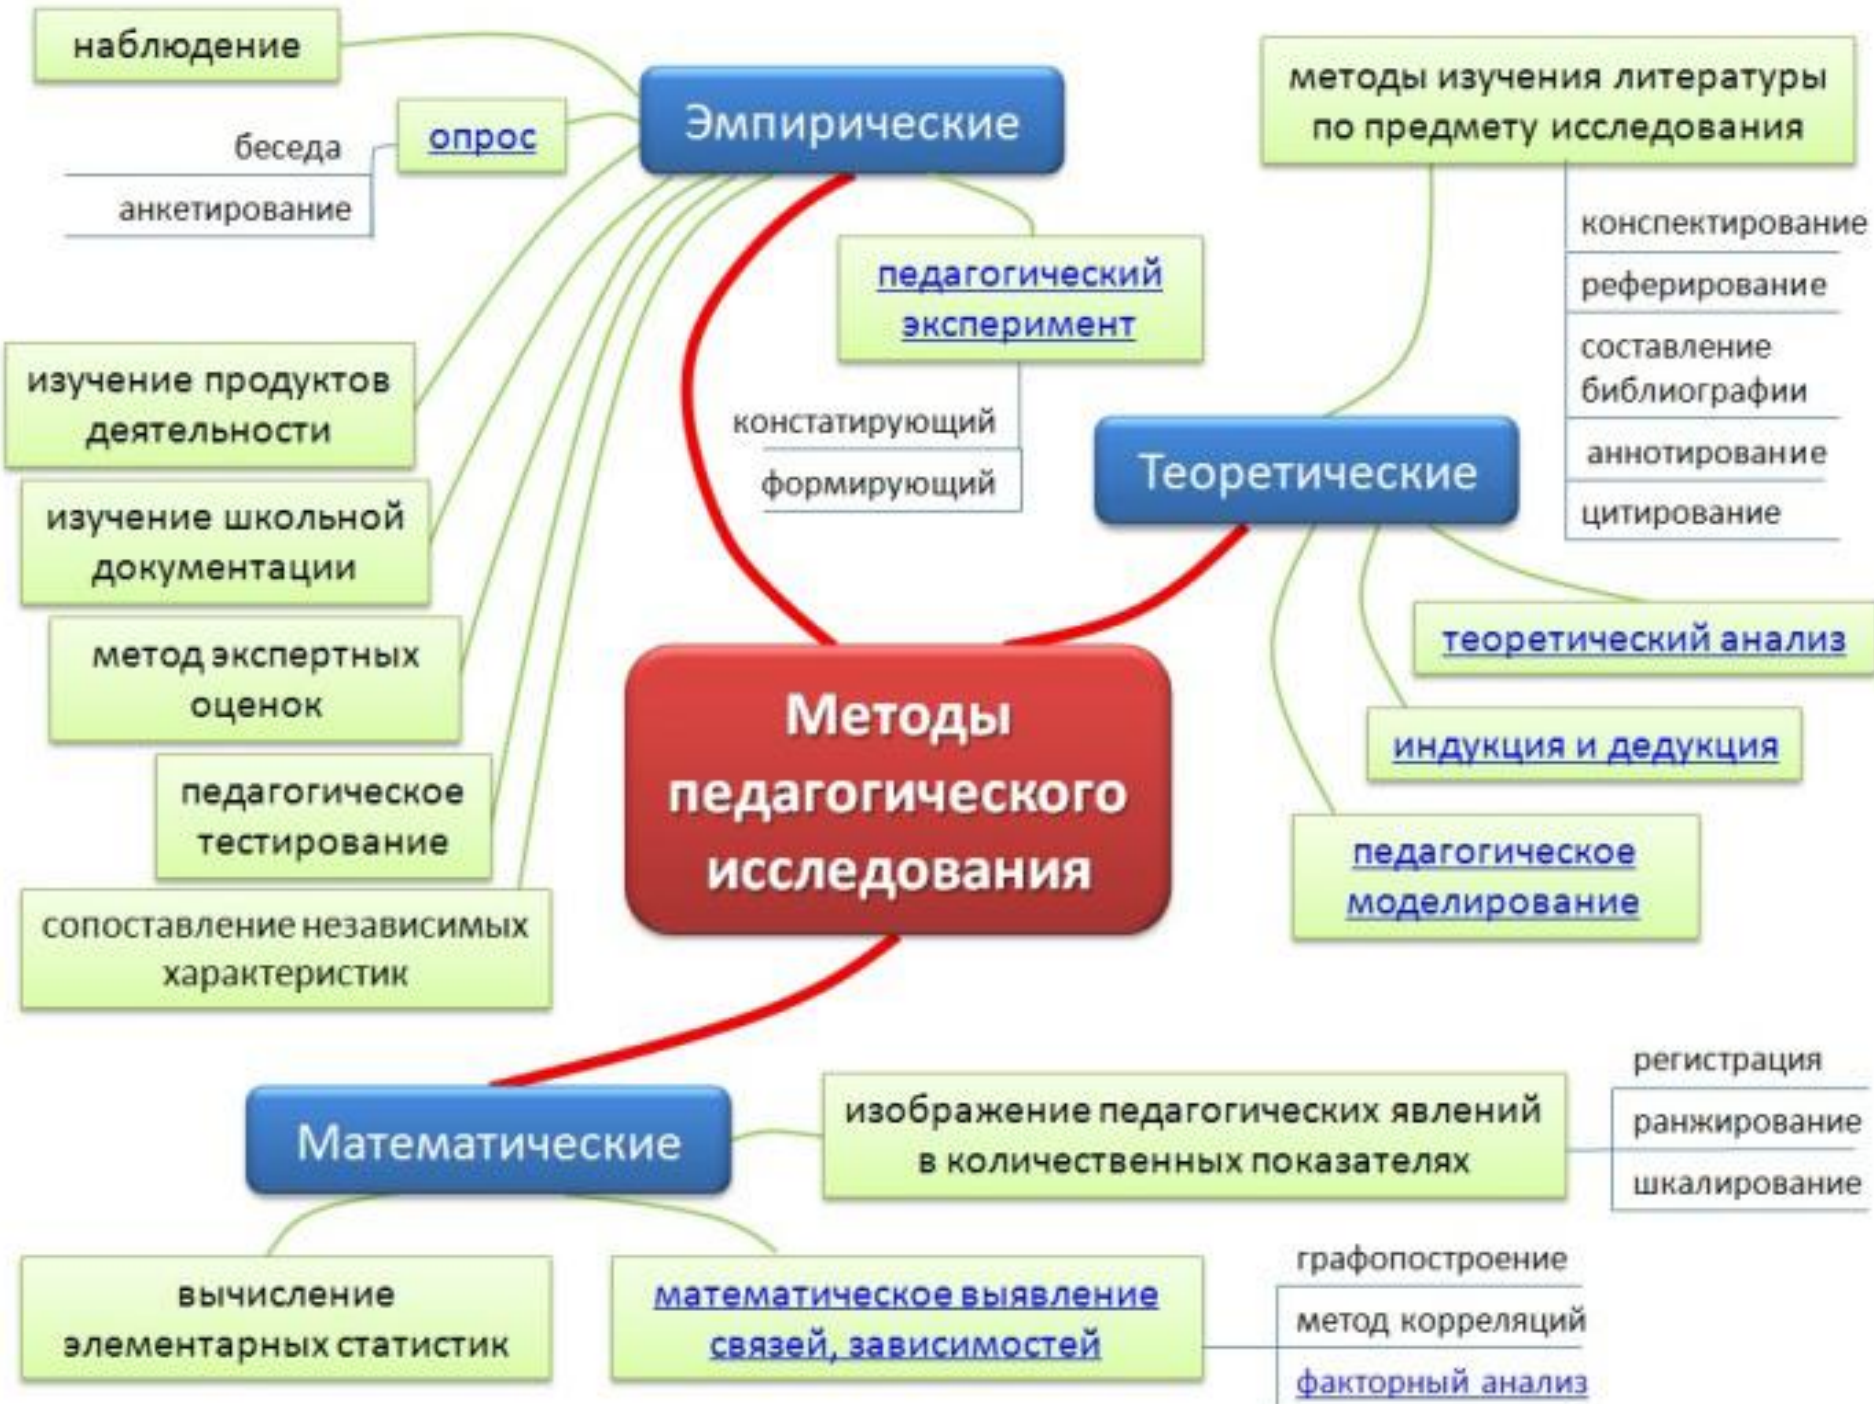 наблюдение
опрос
беседа
анкетирование
Эмпирические
педагогический
эксперимент
констатирующий
формирующий
изучение продуктов
деятельности
изучение школьной
документации
метод экспертных
оценок
педагогическое
тестирование
сопоставление независимых
характеристик
методы изучения литературы
по предмету исследования
конспектирование
реферирование
составление
библиографии
аннотирование
цитирование
Теоретические
теоретический анализ
индукция и дедукция
педагогическое
моделирование
Методы
педагогического
исследования
Математические
изображение педагогических явлений
в количественных показателях
регистрация
ранжирование
шкалирование
вычисление
элементарных статистик
математическое выявление
связей, зависимостей
графопостроение
метод корреляций
факторный анализ